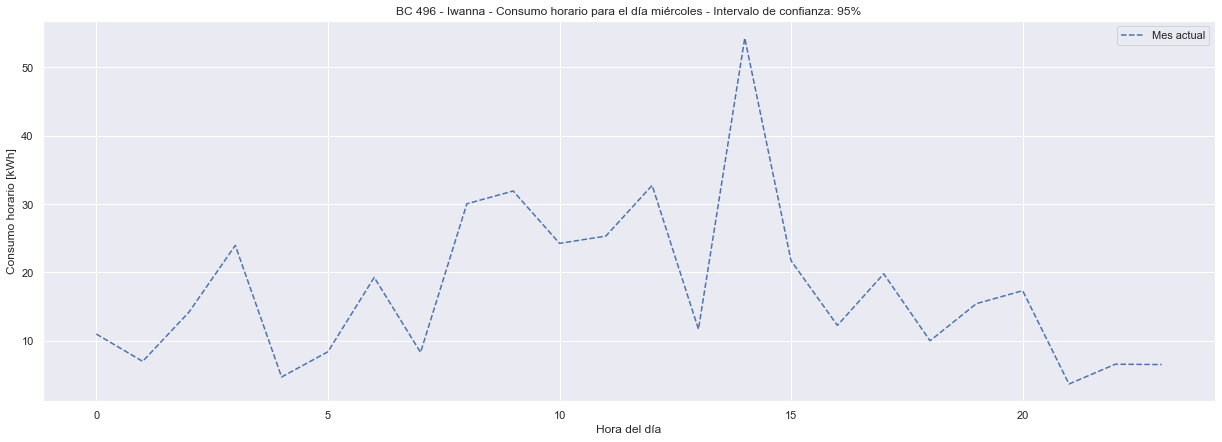 BC 496 - Iwanna - Consumo horario para el día miércoles - Intervalo de confianza: 95%
Mes actual
50
40
30
20
10
Consumo horario [kWh]
0 5 10 15 20
Hora del día